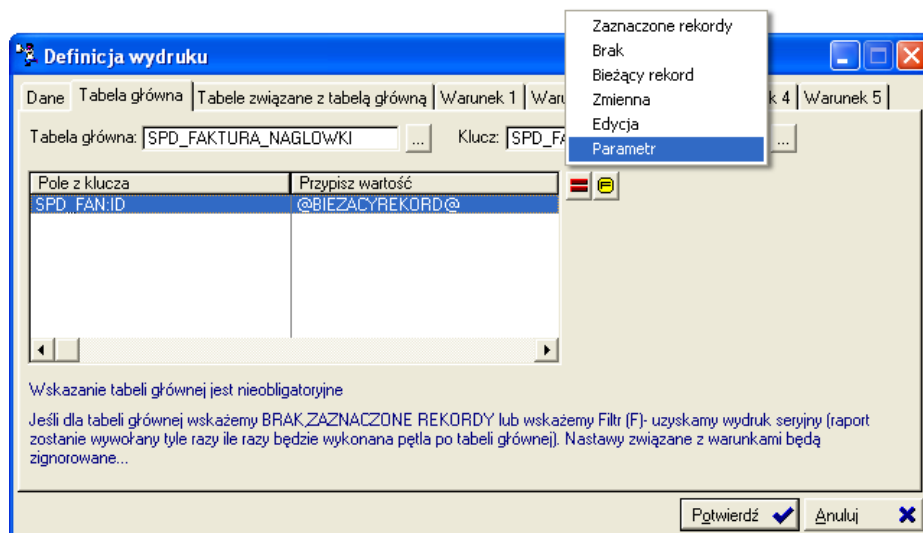 Zaznaczone rekordy
Brak
Bieżący rekord
Zmienna
Edycja
Parametr
Definicja wydruku
Dane Tabela główna Tabele związane z tabelą główną Warunek 1 k 4 Warunek 5
Tabela główna: SPD_FAKTURA_NAGLOWKI ... Klucz: ...
Pole z klucza Przypisz wartość
SPD_FAN:ID @BIEZACYREKORD@
Wskazanie tabeli głównej jest nieobligatoryjne
Jeśli dla tabeli głównej wskażemy BRAK,ZAZNACZONE REKORDY lub wskażemy Filtr (F)- uzyskamy wydruk seryjny (raport
zostanie wywołany tyle razy ile razy będzie wykonana pętla po tabeli głównej). Nastawy związane z warunkami będą
zignorowane...
Potwierdź Anuluj